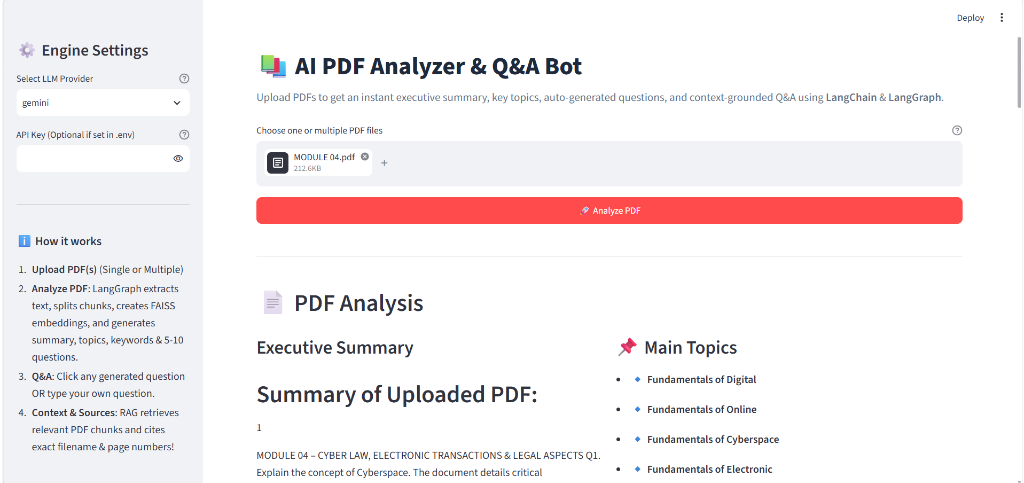 Deploy
Engine Settings
Select LLM Provider
gemini
API Key (Optional if set in .env)
How it works
1. Upload PDF(s) (Single or Multiple)
2. Analyze PDF: LangGraph extracts
text, splits chunks, creates FAISS
embeddings, and generates
summary, topics, keywords & 5-10
questions.
3. Q&A: Click any generated question
OR type your own question.
4. Context & Sources: RAG retrieves
relevant PDF chunks and cites
exact filename & page numbers!
AI PDF Analyzer & Q&A Bot
Upload PDFs to get an instant executive summary, key topics, auto-generated questions, and context-grounded Q&A using LangChain & LangGraph.
Choose one or multiple PDF files
MODULE 04.pdf
212.6KB
Analyze PDF
PDF Analysis
Executive Summary
Summary of Uploaded PDF:
1
MODULE 04 – CYBER LAW, ELECTRONIC TRANSACTIONS & LEGAL ASPECTS Q1.
Explain the concept of Cyberspace. The document details critical
Main Topics
Fundamentals of Digital
Fundamentals of Online
Fundamentals of Cyberspace
Fundamentals of Electronic